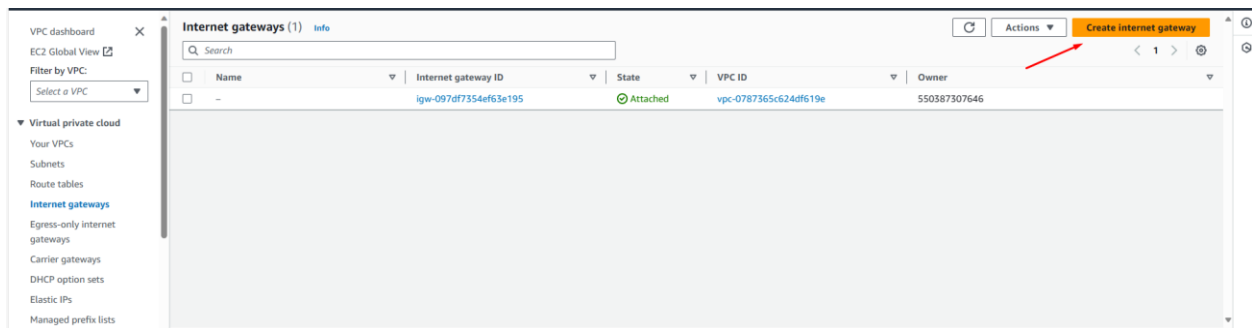 VPC dashboard
EC2 Global View
Filter by VPC:
Select a VPC
Virtual private cloud
Your VPCs
Subnets
Route tables
Internet gateways
Egress-only internet
gateways
Carrier gateways
DHCP option sets
Elastic IPs
Managed prefix lists
Internet gateways (1) Info
Actions
Create internet gateway
Search
1
Name Internet gateway ID State VPC ID Owner
– igw-097df7354ef63e195 Attached vpc-0787365c624df619e 550387307646